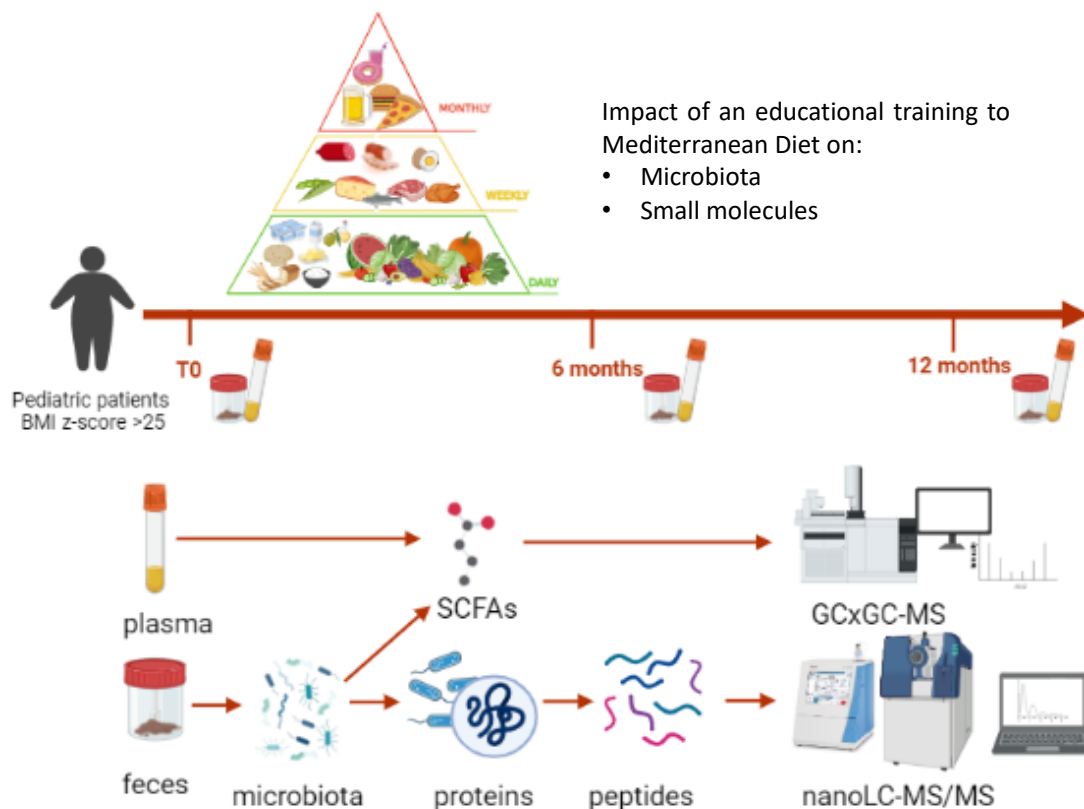 MONTHLY
WEEKLY
DAILY
Impact of an educational training to
Mediterranean Diet on:
• Microbiota
• Small molecules
T0
6 months
12 months
Pediatric patients
BMI z-score >25
plasma
SCFAs
GCxGC-MS
feces
microbiota
proteins
peptides
nanoLC-MS/MS